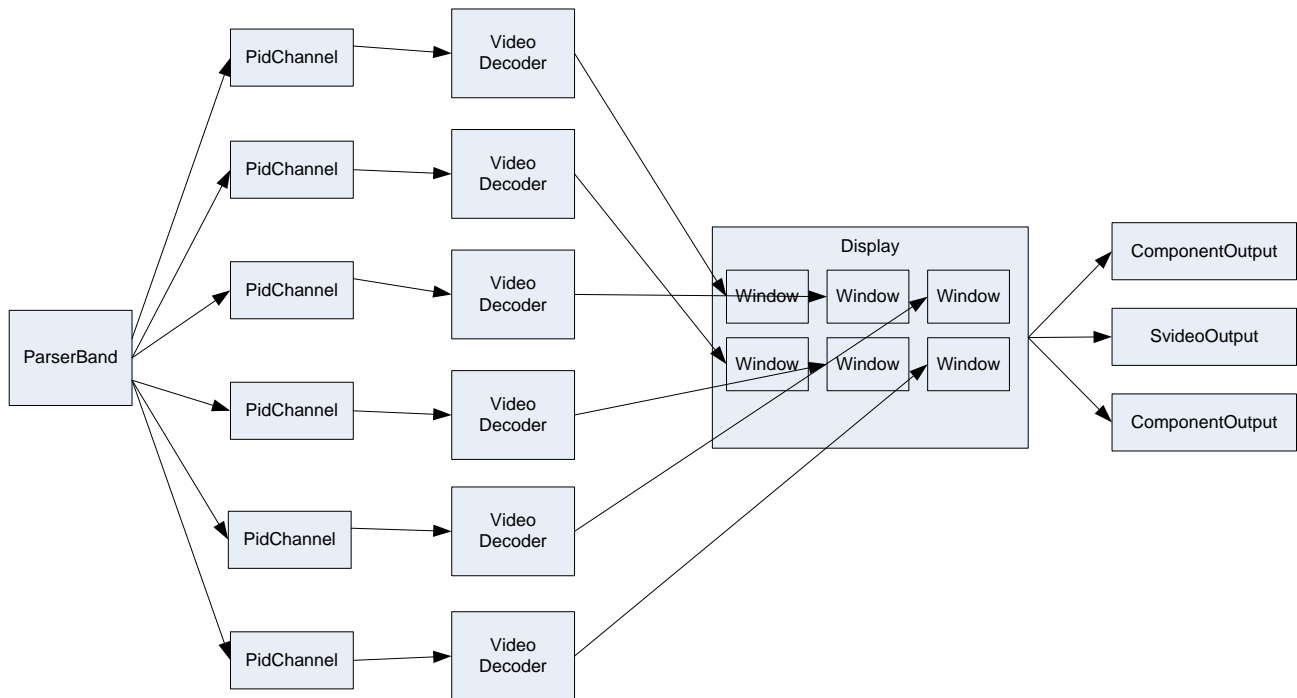 PidChannel
Video
Decoder
PidChannel
Video
Decoder
PidChannel
Video
Decoder
ParserBand
PidChannel
Video
Decoder
PidChannel
Video
Decoder
PidChannel
Video
Decoder
Display
Window
Window
Window
Window
Window
Window
ComponentOutput
SvideoOutput
ComponentOutput